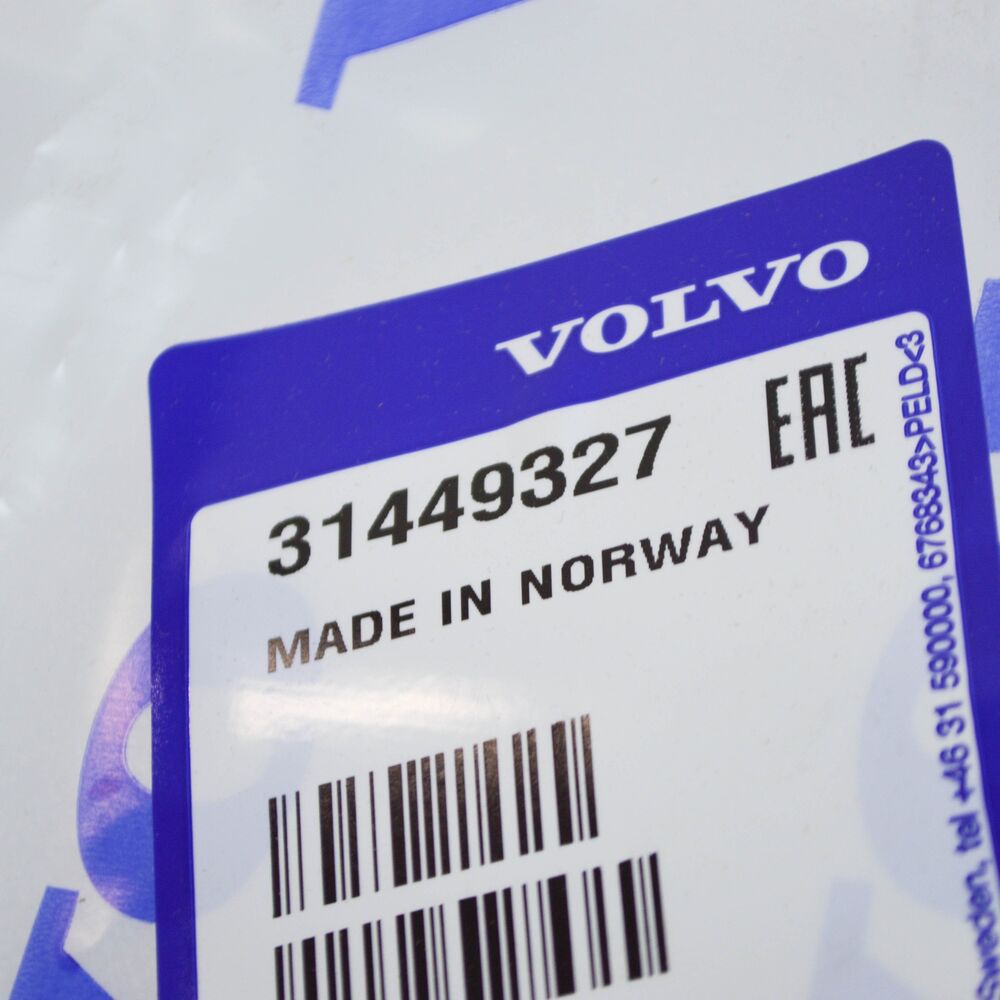 VOLVO
31449327
EAC
MADE IN NORWAY
Sweden, tel +46 31 590000, 6768343>PELD<3